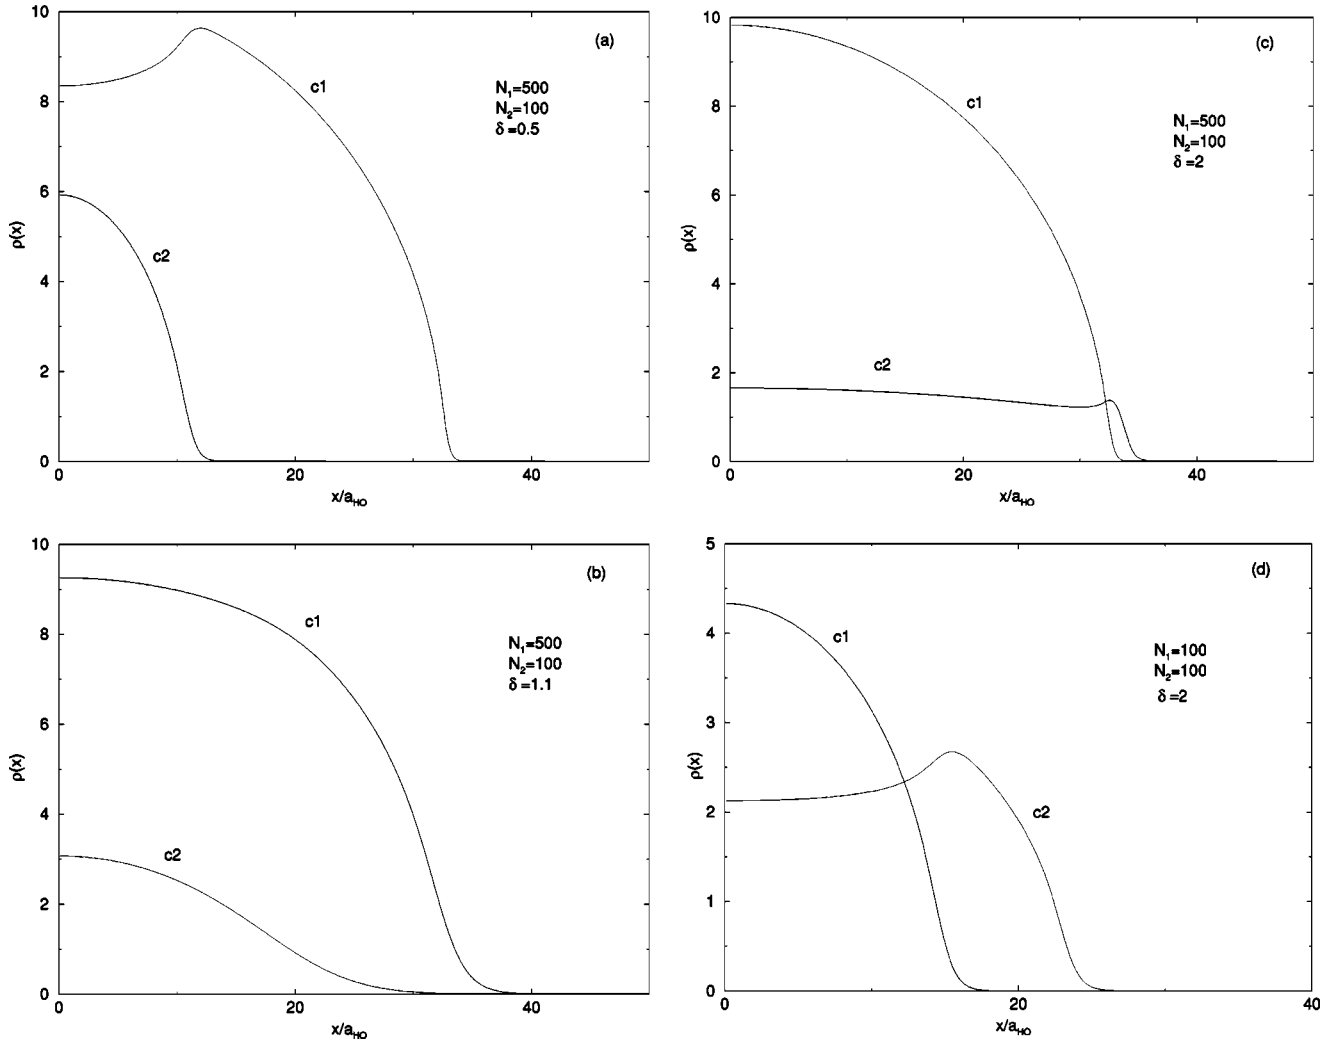 10
8
6
4
2
0
ρ(x)
(a)
c1
N₁=500
N₂=100
δ =0.5
c2
0
20
40
x/a_HO
10
8
6
4
2
0
ρ(x)
(c)
c1
N₁=500
N₂=100
δ =2
c2
0
20
40
x/a_HO
10
8
6
4
2
0
ρ(x)
(b)
c1
N₁=500
N₂=100
δ =1.1
c2
0
20
40
x/a_HO
5
4
3
2
1
0
ρ(x)
(d)
c1
N₁=100
N₂=100
δ =2
c2
0
20
40
x/a_HO